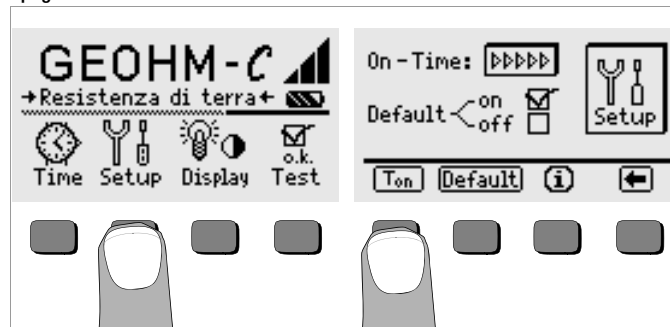 GEOHM-C
→Resistenza di terra←
Time Setup Display o.k. Test
On-Time: ▷▷▷▷▷
Default on
off
Setup
Ton Default i ←